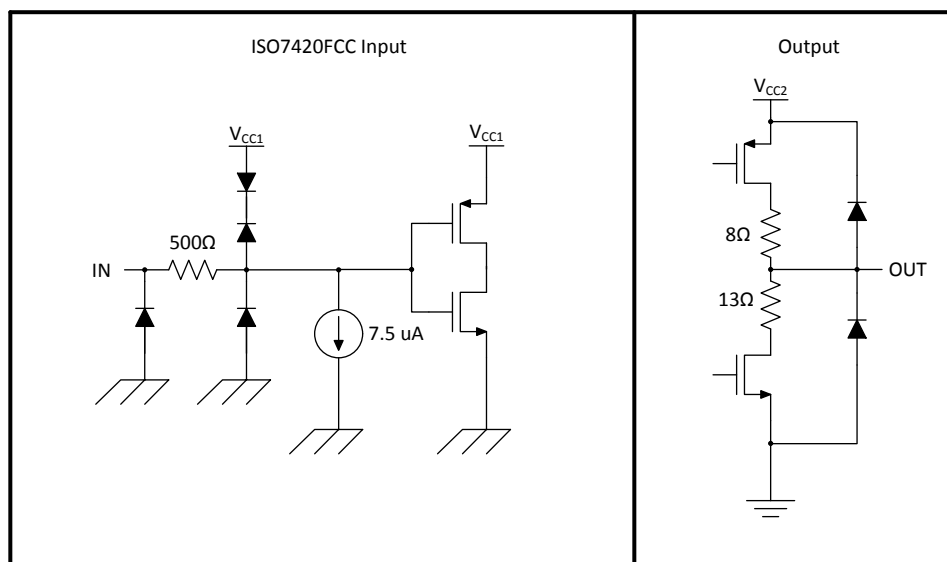 ISO7420FCC Input
VCC1
VCC1
500Ω
IN
7.5 uA
Output
VCC2
8Ω
OUT
13Ω